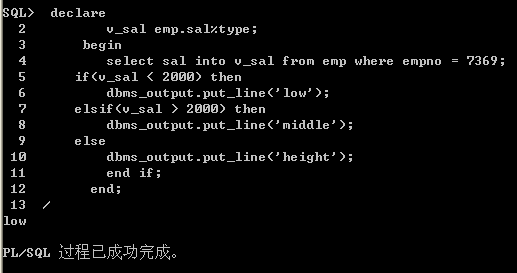 SQL> declare
2 v_sal emp.sal%type;
3 begin
4 select sal into v_sal from emp where empno = 7369;
5 if(v_sal < 2000) then
6 dbms_output.put_line('low');
7 elsif(v_sal > 2000) then
8 dbms_output.put_line('middle');
9 else
10 dbms_output.put_line('height');
11 end if;
12 end;
13 /
low
PL/SQL 过程已成功完成。